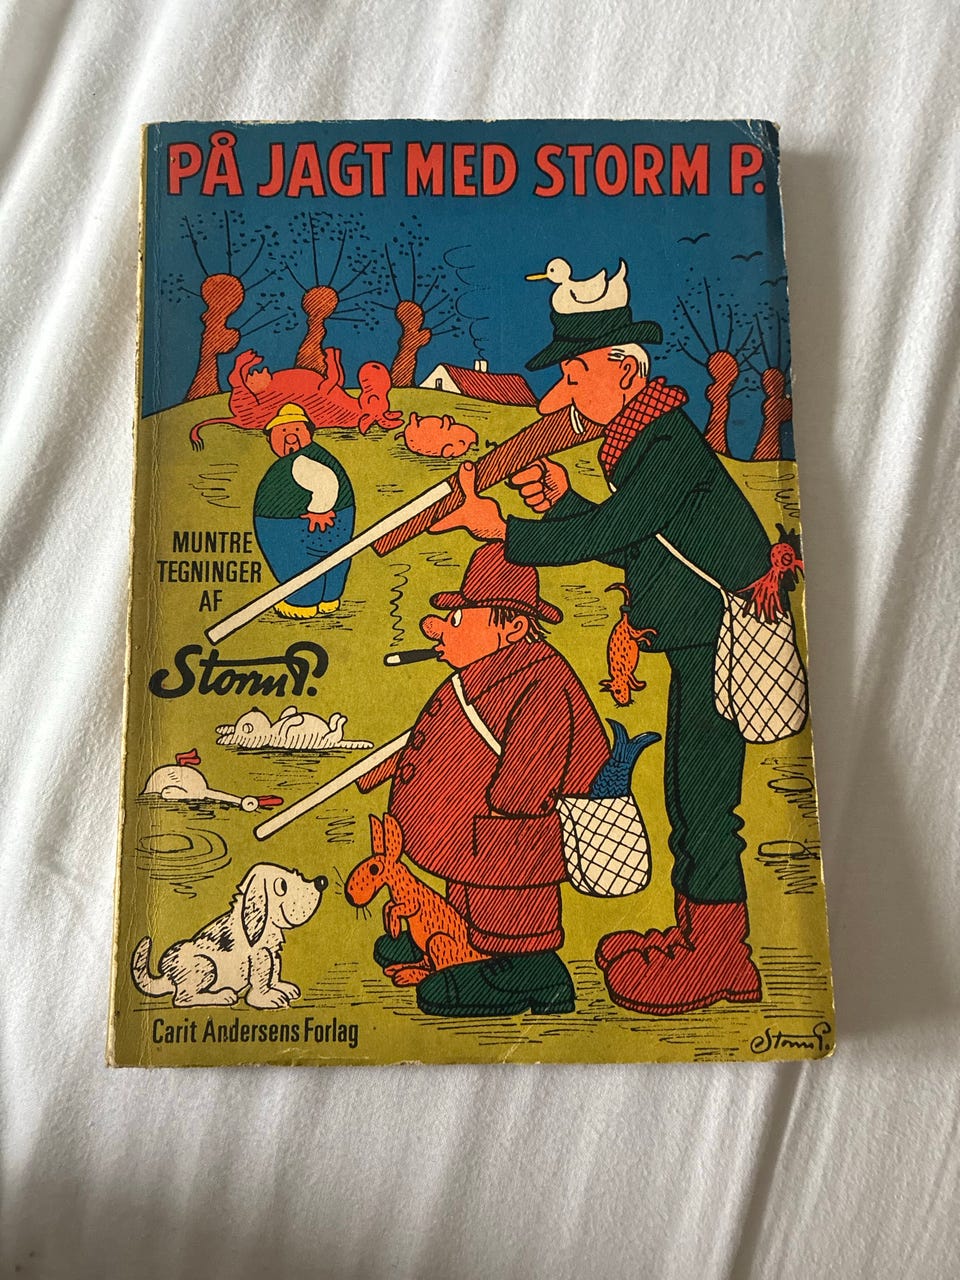 PÅ JAGT MED STORM P.
MUNTRE
TEGNINGER
AF
Storm P.
Carit Andersens Forlag
Storm P.